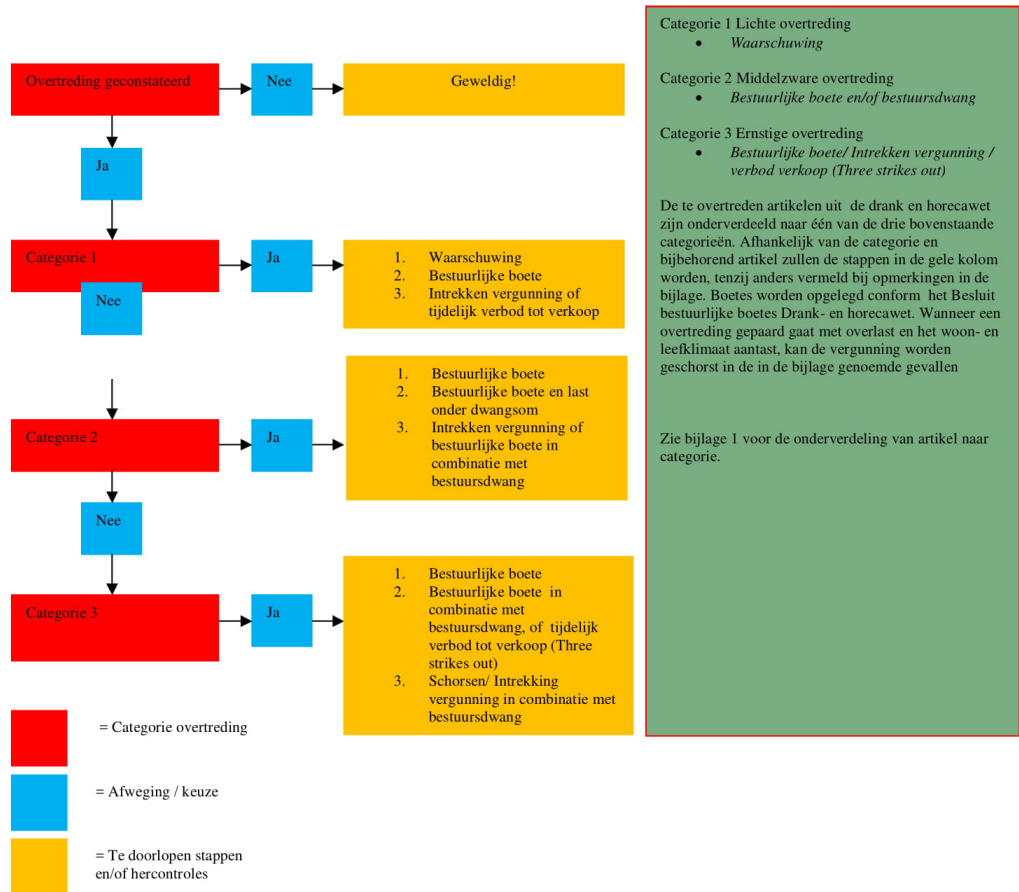 Overtreding geconstateerd
Nee
Geweldig!
Ja
Categorie 1
Ja
Nee
1. Waarschuwing
2. Bestuurlijke boete
3. Intrekken vergunning of
tijdelijk verbod tot verkoop
Categorie 2
Ja
1. Bestuurlijke boete
2. Bestuurlijke boete en last
onder dwangsom
3. Intrekken vergunning of
bestuurlijke boete in
combinatie met
bestuursdwang
Nee
Categorie 3
Ja
1. Bestuurlijke boete
2. Bestuurlijke boete in
combinatie met
bestuursdwang, of tijdelijk
verbod tot verkoop (Three
strikes out)
3. Schorsen/ Intrekking
vergunning in combinatie met
bestuursdwang
= Categorie overtreding
= Afweging / keuze
= Te doorlopen stappen
en/of hercontroles
Categorie 1 Lichte overtreding
• Waarschuwing
Categorie 2 Middelzware overtreding
• Bestuurlijke boete en/of bestuursdwang
Categorie 3 Ernstige overtreding
• Bestuurlijke boete/ Intrekken vergunning /
verbod verkoop (Three strikes out)
De te overtreden artikelen uit de drank en horecawet
zijn onderverdeeld naar één van de drie bovenstaande
categorieën. Afhankelijk van de categorie en
bijbehorend artikel zullen de stappen in de gele kolom
worden, tenzij anders vermeld bij opmerkingen in de
bijlage. Boetes worden opgelegd conform het Besluit
bestuurlijke boetes Drank- en horecawet. Wanneer een
overtreding gepaard gaat met overlast en het woon- en
leefklimaat aantast, kan de vergunning worden
geschorst in de in de bijlage genoemde gevallen
Zie bijlage 1 voor de onderverdeling van artikel naar
categorie.